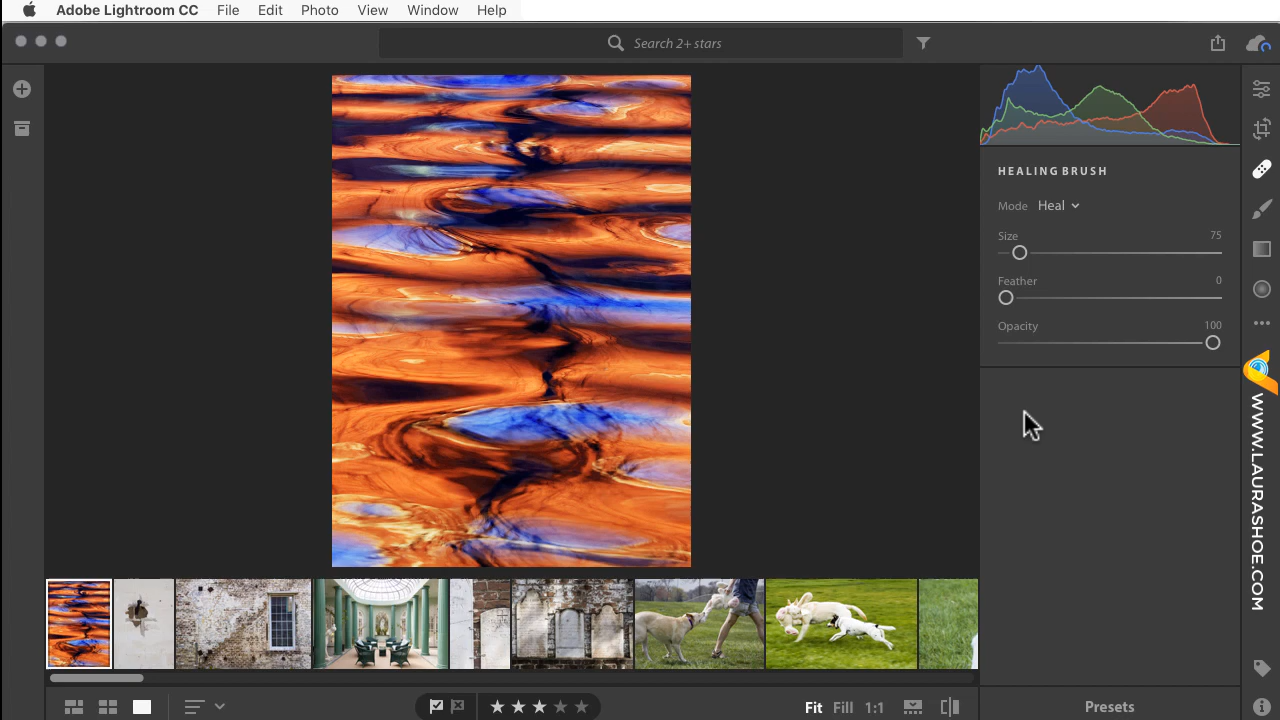 Adobe Lightroom CC File Edit Photo View Window Help
Search 2+ stars
HEALING BRUSH
Mode Heal
Size 75
Feather 0
Opacity 100
WWW.LAURASHOE.COM
Fit Fill 1:1
Presets